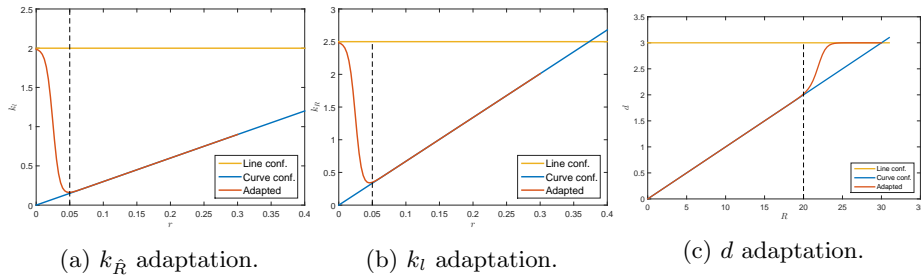 2.5
2
1.5
1
0.5
0
k_l
0 0.05 0.1 0.15 0.2 0.25 0.3 0.35 0.4
r
Line conf.
Curve conf.
Adapted
(a) k_R̂ adaptation.
3
2.5
2
1.5
1
0.5
0
k_R
0 0.05 0.1 0.15 0.2 0.25 0.3 0.35 0.4
r
Line conf.
Curve conf.
Adapted
(b) k_l adaptation.
3.5
3
2.5
2
1.5
1
0.5
0
d
0 5 10 15 20 25 30 35
R
Line conf.
Curve conf.
Adapted
(c) d adaptation.